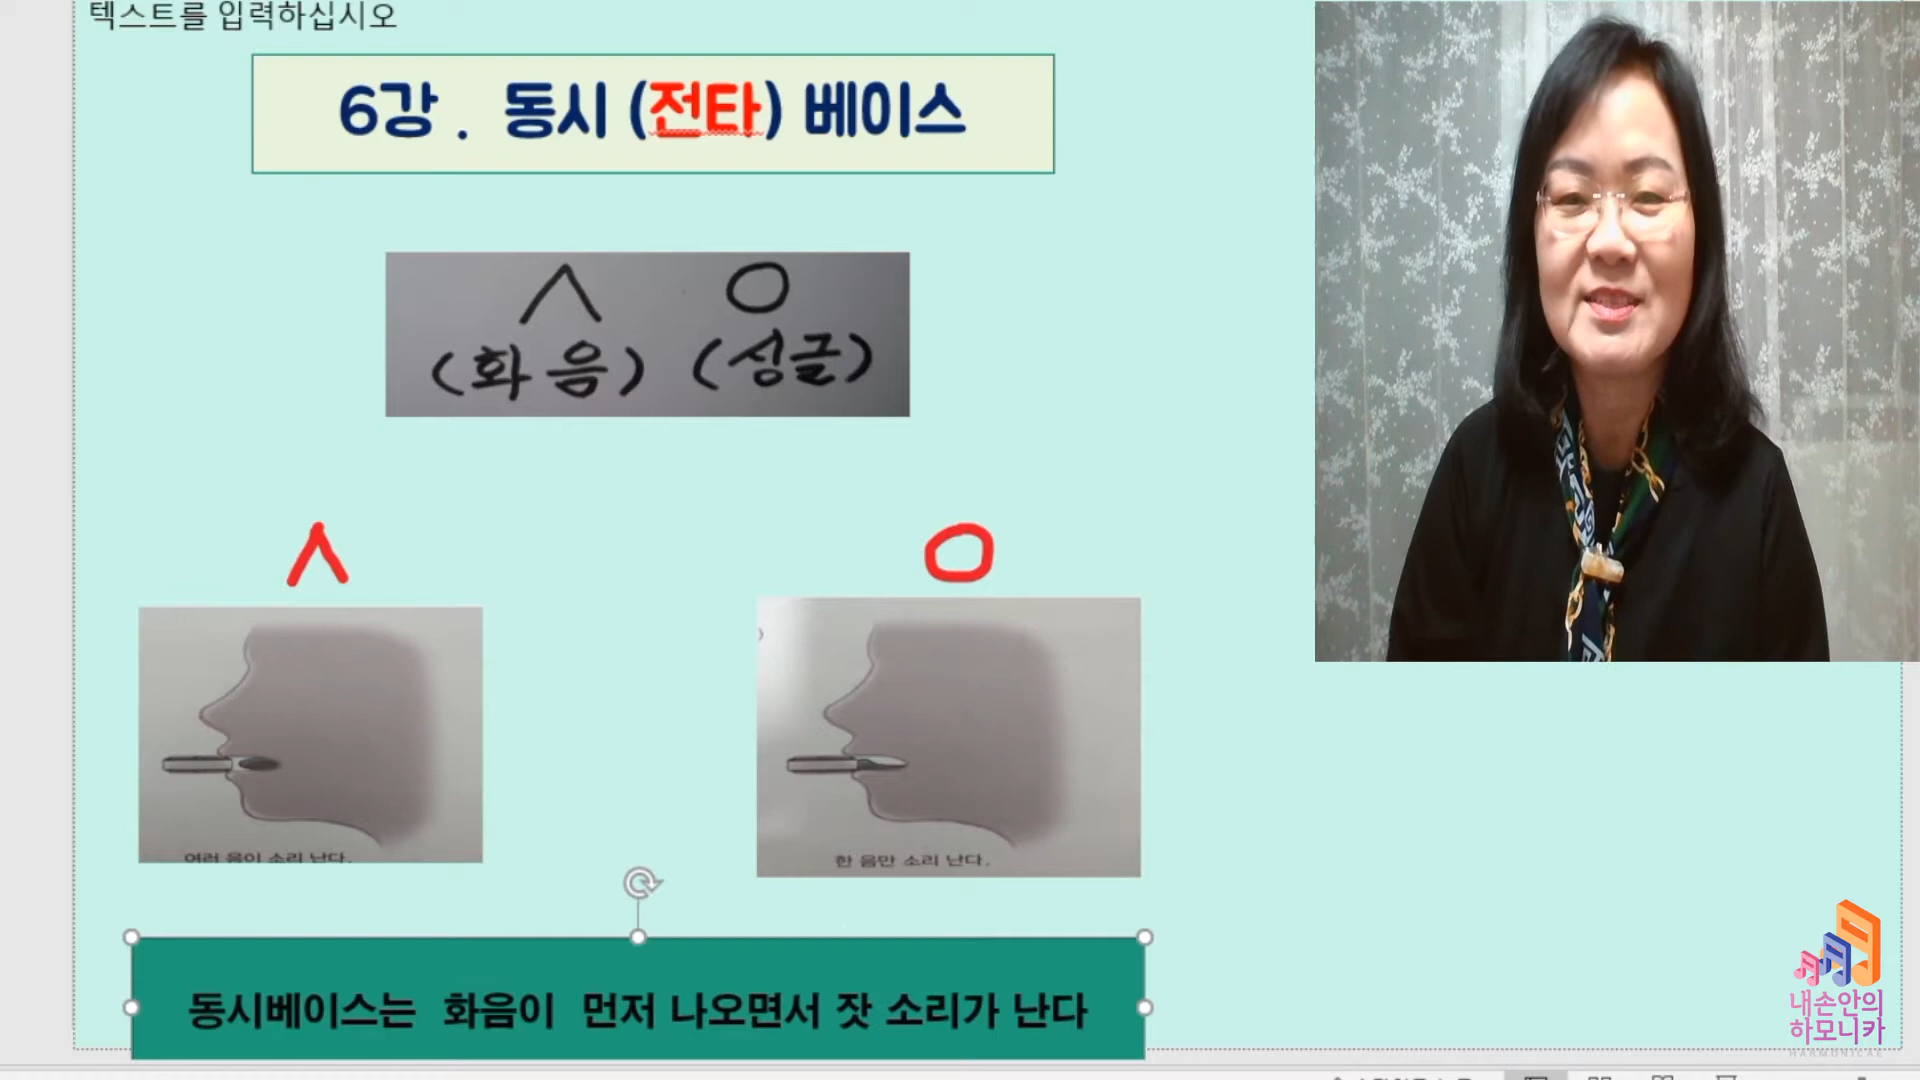 텍스트를 입력하십시오
6강 . 동시 (전타) 베이스
∧ O
(화음) (싱글)
∧ O
여러 음이 소리 난다.
한 음만 소리 난다.
동시베이스는 화음이 먼저 나오면서 잣 소리가 난다
내손안의
하모니카
HARMONICAE